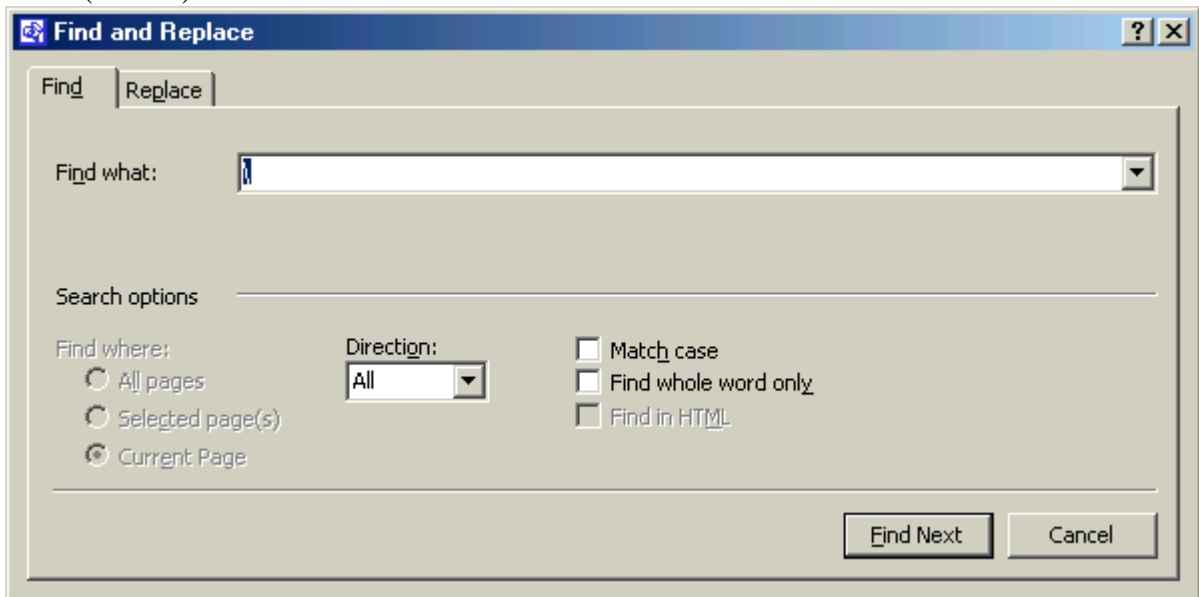 Find and Replace
Find Replace
Find what:
Search options
Find where:
All pages
Selected page(s)
Current Page
Direction:
All
Match case
Find whole word only
Find in HTML
Find Next Cancel